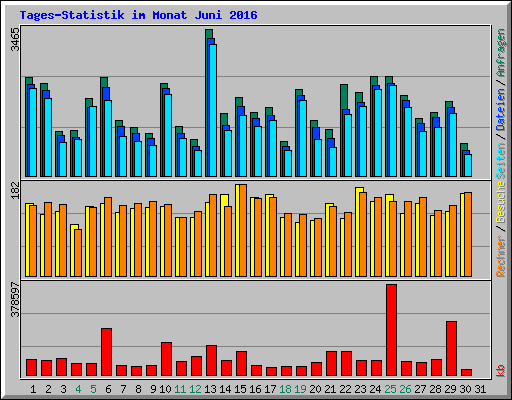 Tages-Statistik im Monat Juni 2016
3465
182
378597
Rechner / Besuche Seiten / Dateien / Anfragen
kb
1 2 3 4 5 6 7 8 9 10 11 12 13 14 15 16 17 18 19 20 21 22 23 24 25 26 27 28 29 30 31